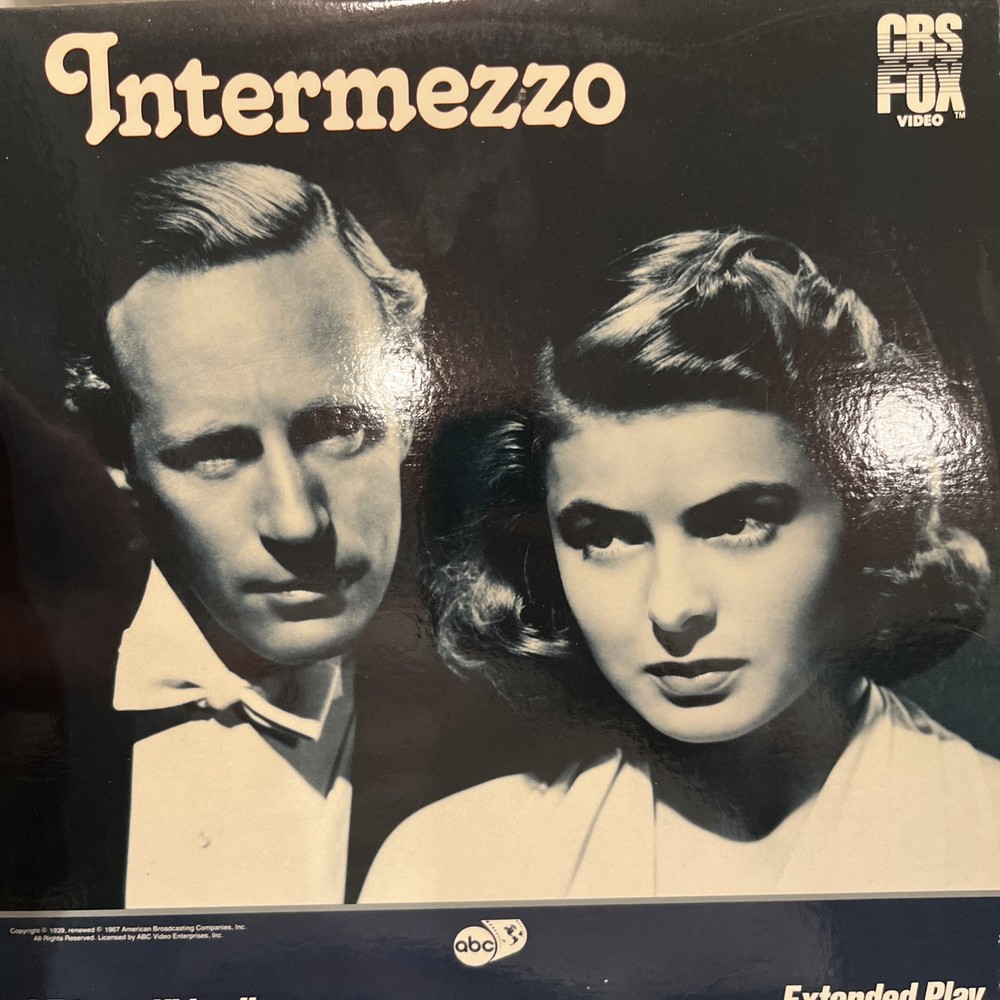 Intermezzo
CBS
FOX
VIDEO
TM
Copyright © 1939, renewed © 1967 American Broadcasting Companies, Inc.
All Rights Reserved. Licensed by ABC Video Enterprises, Inc.
abc
Extended Play